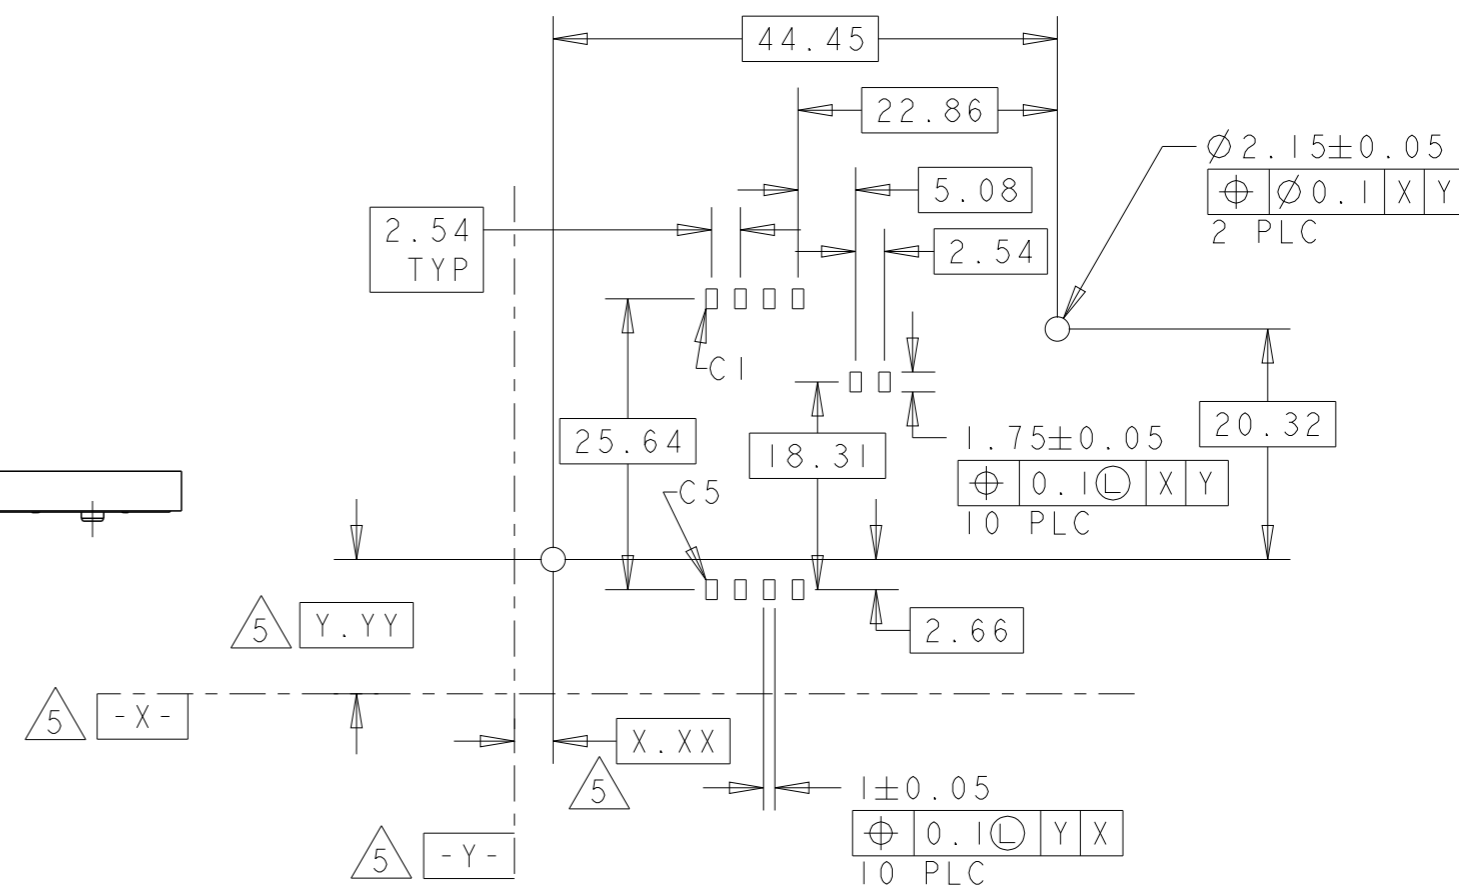 44.45
22.86
⌀2.15±0.05
⌖ ⌀0.1 X Y
2 PLC
5.08
2.54
TYP
2.54
C1
25.64
18.31
1.75±0.05
⌖ 0.1Ⓛ X Y
10 PLC
20.32
C5
5 Y.YY
2.66
5 -X-
X.XX
5
1±0.05
⌖ 0.1Ⓛ Y X
10 PLC
5 -Y-